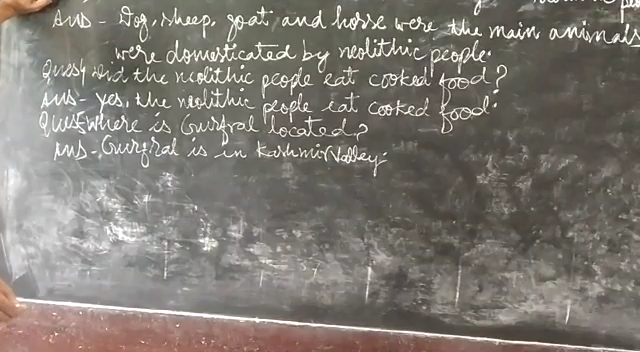 Ans - Dog, sheep, goat and horse were the main animals
were domesticated by neolithic people.
Ques4 Did the neolithic people eat cooked food?
Ans - yes, the neolithic people eat cooked food.
Ques5 where is Gurfral located?
Ans - Gurfral is in Kashmir Valley.